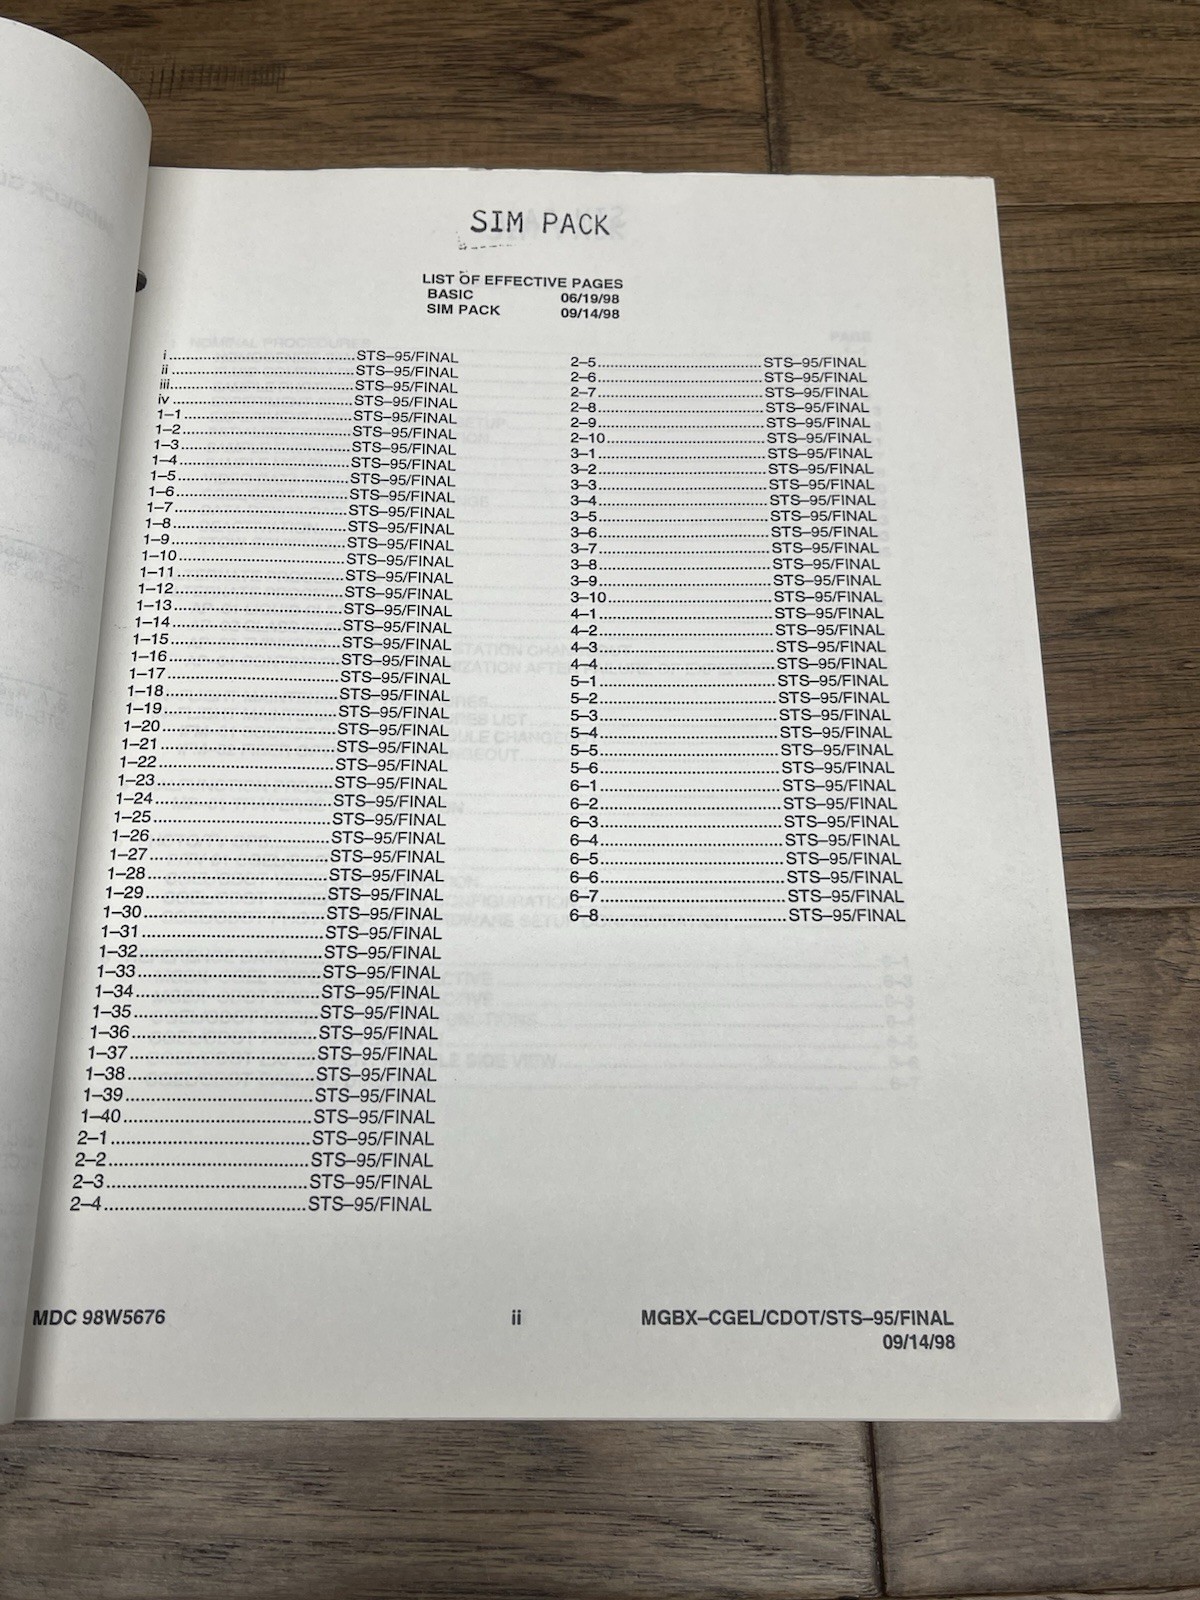 SIM PACK
LIST OF EFFECTIVE PAGES
BASIC 06/19/98
SIM PACK 09/14/98
i ........ STS–95/FINAL
ii ........ STS–95/FINAL
iii ........ STS–95/FINAL
iv ........ STS–95/FINAL
1–1 ........ STS–95/FINAL
1–2 ........ STS–95/FINAL
1–3 ........ STS–95/FINAL
1–4 ........ STS–95/FINAL
1–5 ........ STS–95/FINAL
1–6 ........ STS–95/FINAL
1–7 ........ STS–95/FINAL
1–8 ........ STS–95/FINAL
1–9 ........ STS–95/FINAL
1–10 ........ STS–95/FINAL
1–11 ........ STS–95/FINAL
1–12 ........ STS–95/FINAL
1–13 ........ STS–95/FINAL
1–14 ........ STS–95/FINAL
1–15 ........ STS–95/FINAL
1–16 ........ STS–95/FINAL
1–17 ........ STS–95/FINAL
1–18 ........ STS–95/FINAL
1–19 ........ STS–95/FINAL
1–20 ........ STS–95/FINAL
1–21 ........ STS–95/FINAL
1–22 ........ STS–95/FINAL
1–23 ........ STS–95/FINAL
1–24 ........ STS–95/FINAL
1–25 ........ STS–95/FINAL
1–26 ........ STS–95/FINAL
1–27 ........ STS–95/FINAL
1–28 ........ STS–95/FINAL
1–29 ........ STS–95/FINAL
1–30 ........ STS–95/FINAL
1–31 ........ STS–95/FINAL
1–32 ........ STS–95/FINAL
1–33 ........ STS–95/FINAL
1–34 ........ STS–95/FINAL
1–35 ........ STS–95/FINAL
1–36 ........ STS–95/FINAL
1–37 ........ STS–95/FINAL
1–38 ........ STS–95/FINAL
1–39 ........ STS–95/FINAL
1–40 ........ STS–95/FINAL
2–1 ........ STS–95/FINAL
2–2 ........ STS–95/FINAL
2–3 ........ STS–95/FINAL
2–4 ........ STS–95/FINAL
2–5 ........ STS–95/FINAL
2–6 ........ STS–95/FINAL
2–7 ........ STS–95/FINAL
2–8 ........ STS–95/FINAL
2–9 ........ STS–95/FINAL
2–10 ........ STS–95/FINAL
3–1 ........ STS–95/FINAL
3–2 ........ STS–95/FINAL
3–3 ........ STS–95/FINAL
3–4 ........ STS–95/FINAL
3–5 ........ STS–95/FINAL
3–6 ........ STS–95/FINAL
3–7 ........ STS–95/FINAL
3–8 ........ STS–95/FINAL
3–9 ........ STS–95/FINAL
3–10 ........ STS–95/FINAL
4–1 ........ STS–95/FINAL
4–2 ........ STS–95/FINAL
4–3 ........ STS–95/FINAL
4–4 ........ STS–95/FINAL
5–1 ........ STS–95/FINAL
5–2 ........ STS–95/FINAL
5–3 ........ STS–95/FINAL
5–4 ........ STS–95/FINAL
5–5 ........ STS–95/FINAL
5–6 ........ STS–95/FINAL
6–1 ........ STS–95/FINAL
6–2 ........ STS–95/FINAL
6–3 ........ STS–95/FINAL
6–4 ........ STS–95/FINAL
6–5 ........ STS–95/FINAL
6–6 ........ STS–95/FINAL
6–7 ........ STS–95/FINAL
6–8 ........ STS–95/FINAL
MDC 98W5676 ii MGBX–CGEL/CDOT/STS–95/FINAL
09/14/98